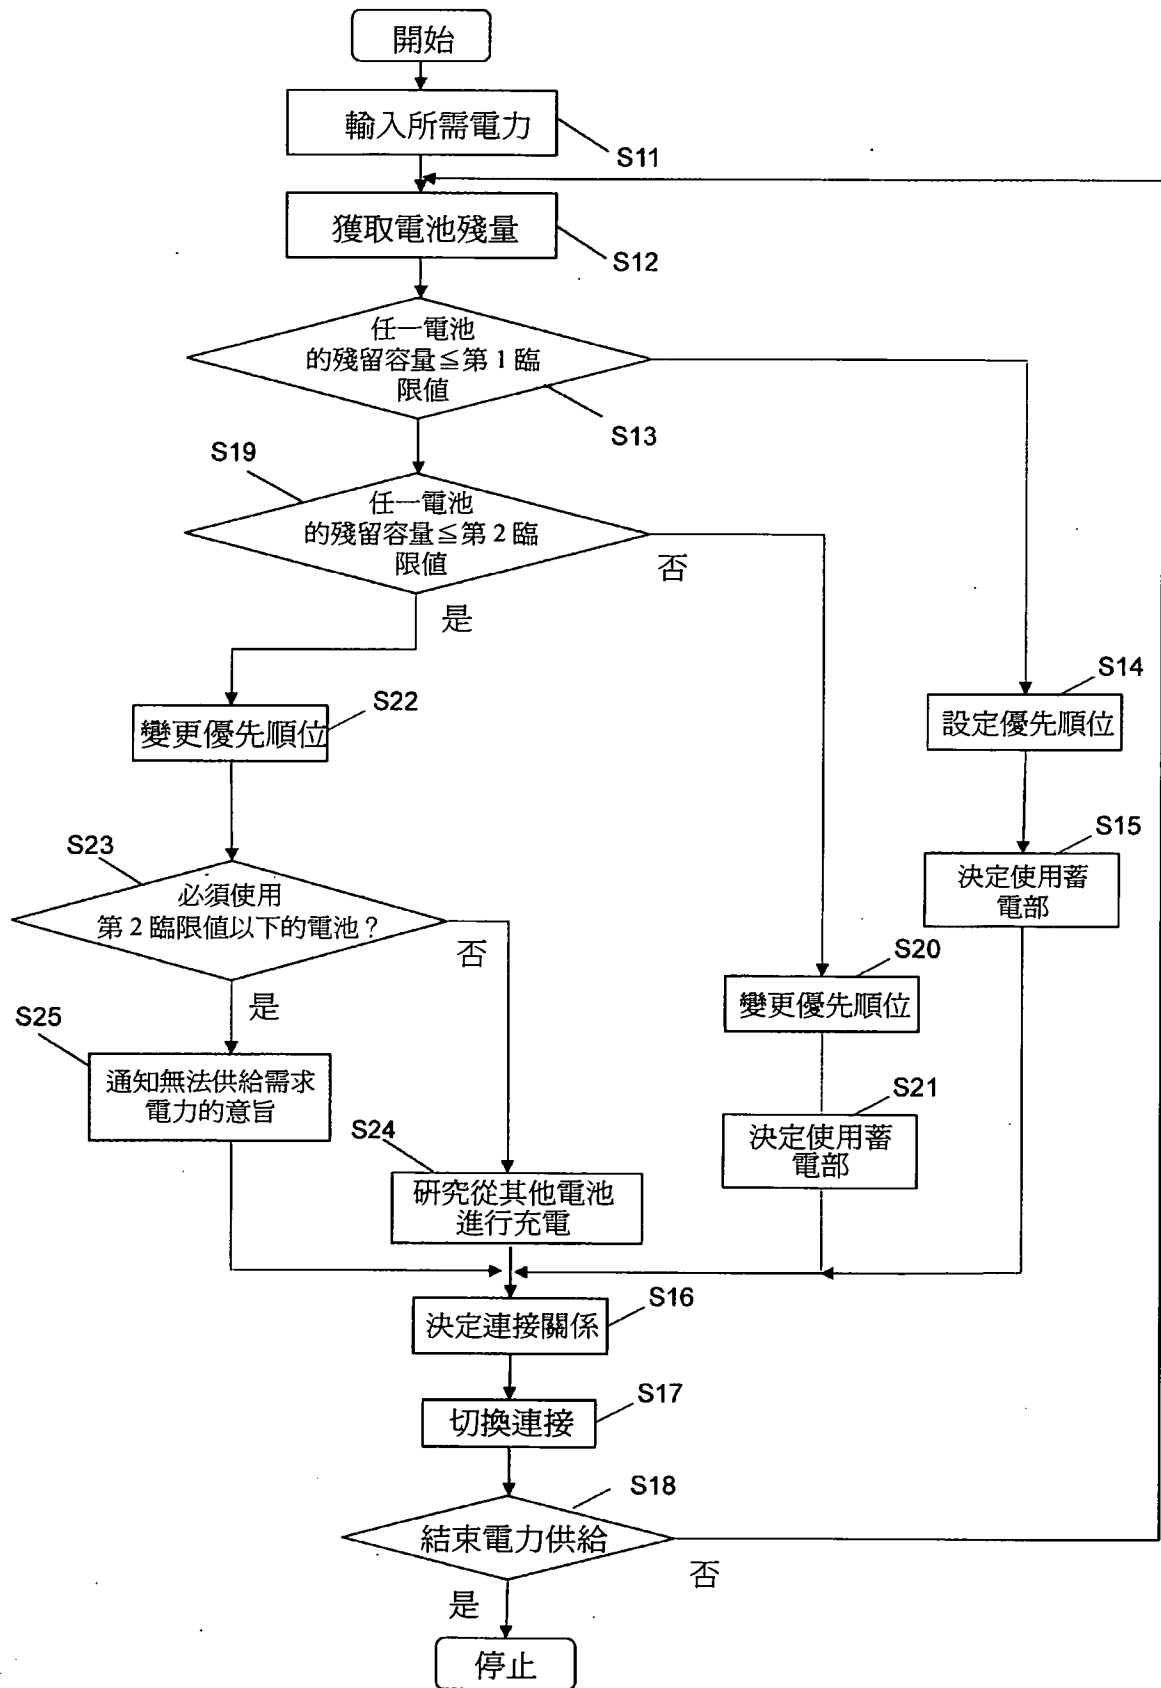 開始
輸入所需電力
S11
獲取電池殘量
S12
任一電池
的殘留容量≦第1臨
限值
S13
S19
任一電池
的殘留容量≦第2臨
限值
否
是
S14
設定優先順位
S22
變更優先順位
S15
決定使用蓄
電部
S23
必須使用
第2臨限值以下的電池?
否
是
S20
變更優先順位
S25
通知無法供給需求
電力的意旨
S21
決定使用蓄
電部
S24
研究從其他電池
進行充電
S16
決定連接關係
S17
切換連接
S18
結束電力供給
否
是
停止